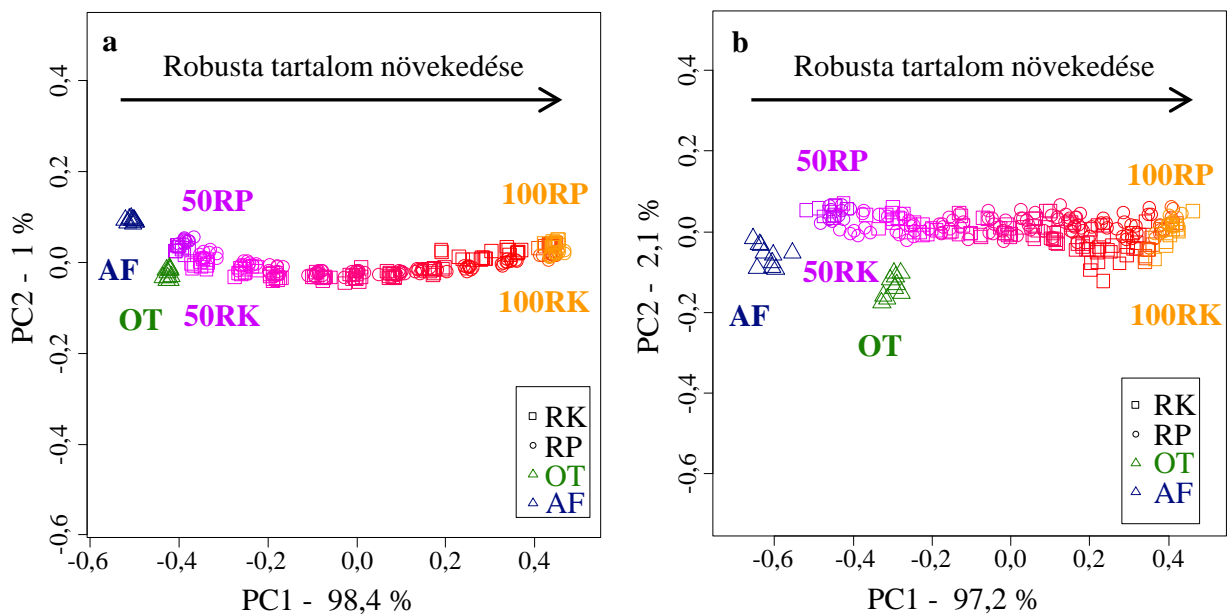 a
Robusta tartalom növekedése
50RP
100RP
AF
OT
50RK
100RK
RK
RP
OT
AF
PC2 - 1 %
0,4
0,2
0,0
-0,2
-0,4
-0,6
-0,6 -0,4 -0,2 0,0 0,2 0,4
PC1 - 98,4 %
b
Robusta tartalom növekedése
50RP
100RP
50RK
AF
OT
100RK
RK
RP
OT
AF
PC2 - 2,1 %
0,4
0,2
0,0
-0,2
-0,4
-0,6
-0,6 -0,4 -0,2 0,0 0,2 0,4
PC1 - 97,2 %